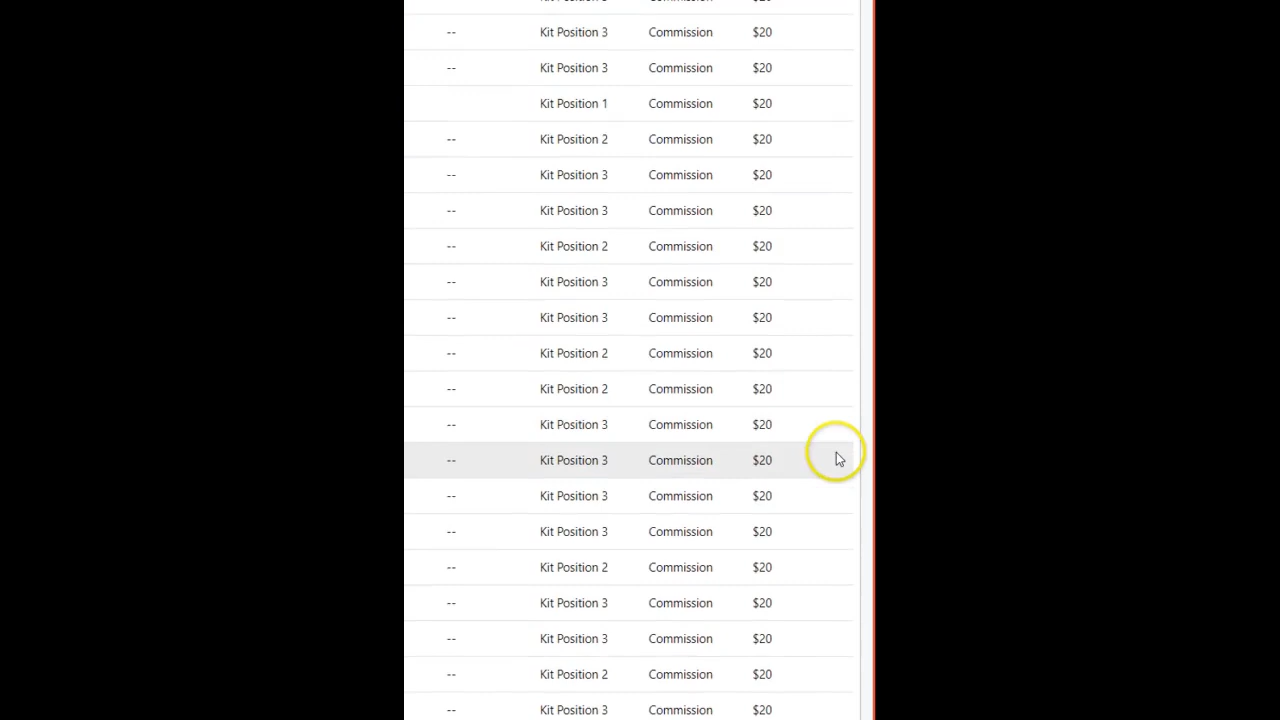 -- Kit Position 3 Commission $20
-- Kit Position 3 Commission $20
Kit Position 1 Commission $20
-- Kit Position 2 Commission $20
-- Kit Position 3 Commission $20
-- Kit Position 3 Commission $20
-- Kit Position 2 Commission $20
-- Kit Position 3 Commission $20
-- Kit Position 3 Commission $20
-- Kit Position 2 Commission $20
-- Kit Position 2 Commission $20
-- Kit Position 3 Commission $20
-- Kit Position 3 Commission $20
-- Kit Position 3 Commission $20
-- Kit Position 3 Commission $20
-- Kit Position 2 Commission $20
-- Kit Position 3 Commission $20
-- Kit Position 3 Commission $20
-- Kit Position 2 Commission $20
-- Kit Position 3 Commission $20